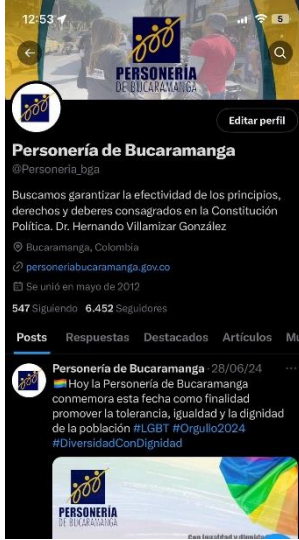 12:53
5
PERSONERÍA
DE BUCARAMANGA
Editar perfil
Personería de Bucaramanga
@Personeria_bga
Buscamos garantizar la efectividad de los principios,
derechos y deberes consagrados en la Constitución
Política. Dr. Hernando Villamizar González
Bucaramanga, Colombia
personeriabucaramanga.gov.co
Se unió en mayo de 2012
547 Siguiendo 6.452 Seguidores
Posts Respuestas Destacados Artículos Mu
Personería de Bucaramanga · 28/06/24
Hoy la Personería de Bucaramanga
conmemora esta fecha como finalidad
promover la tolerancia, igualdad y la dignidad
de la población #LGBT #Orgullo2024
#DiversidadConDignidad
PERSONERÍA
DE BUCARAMANGA